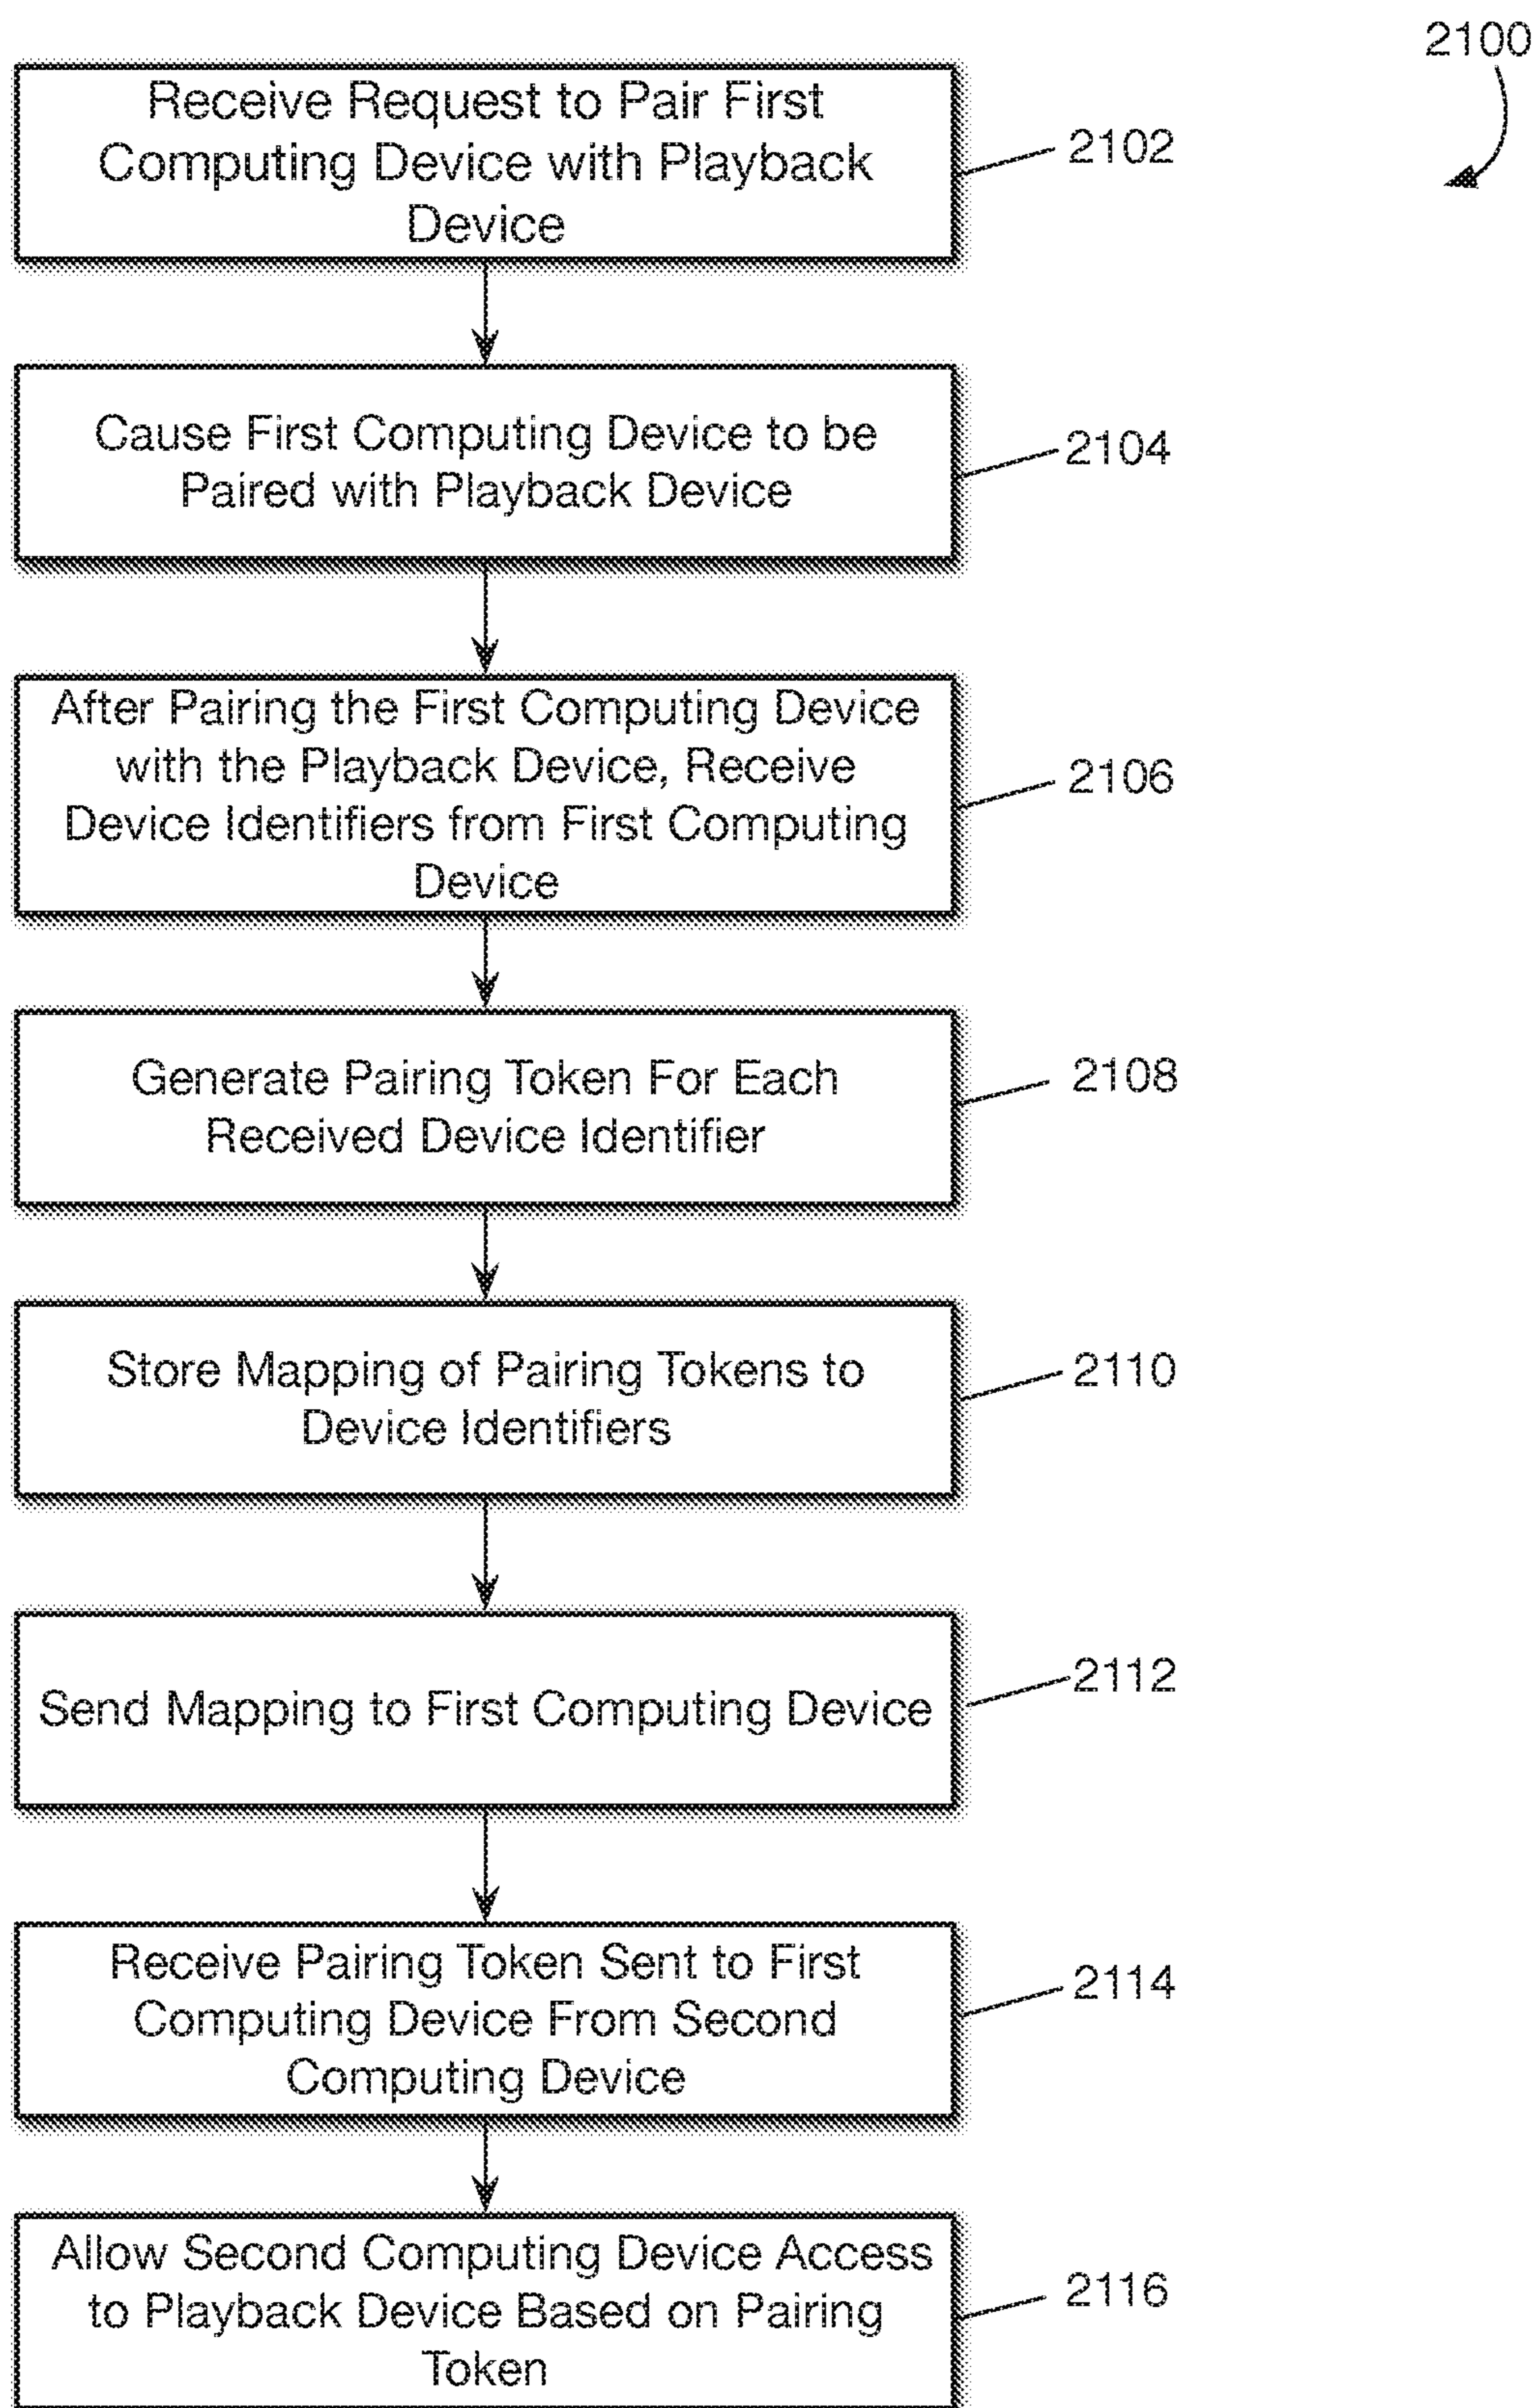 2100
Receive Request to Pair First
Computing Device with Playback
Device
2102
Cause First Computing Device to be
Paired with Playback Device
2104
After Pairing the First Computing Device
with the Playback Device, Receive
Device Identifiers from First Computing
Device
2106
Generate Pairing Token For Each
Received Device Identifier
2108
Store Mapping of Pairing Tokens to
Device Identifiers
2110
Send Mapping to First Computing Device
2112
Receive Pairing Token Sent to First
Computing Device From Second
Computing Device
2114
Allow Second Computing Device Access
to Playback Device Based on Pairing
Token
2116